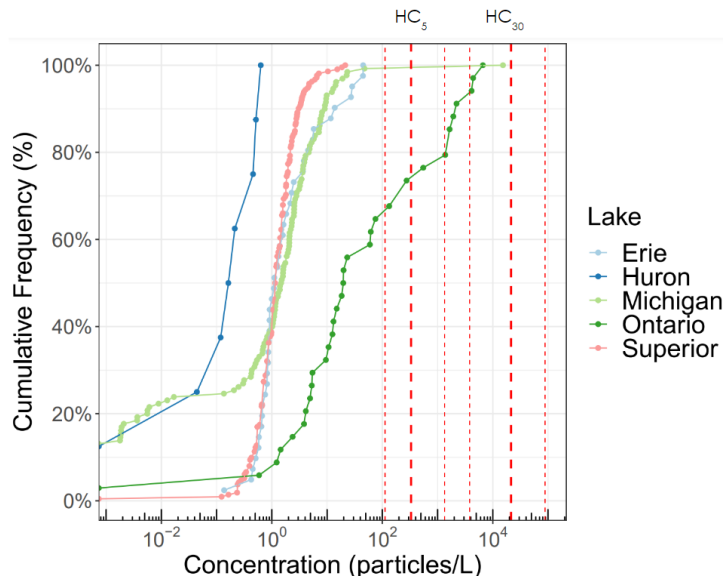 HC₅ HC₃₀
100%
80%
60%
40%
20%
0%
Cumulative Frequency (%)
10⁻² 10⁰ 10² 10⁴
Concentration (particles/L)
Lake
Erie
Huron
Michigan
Ontario
Superior